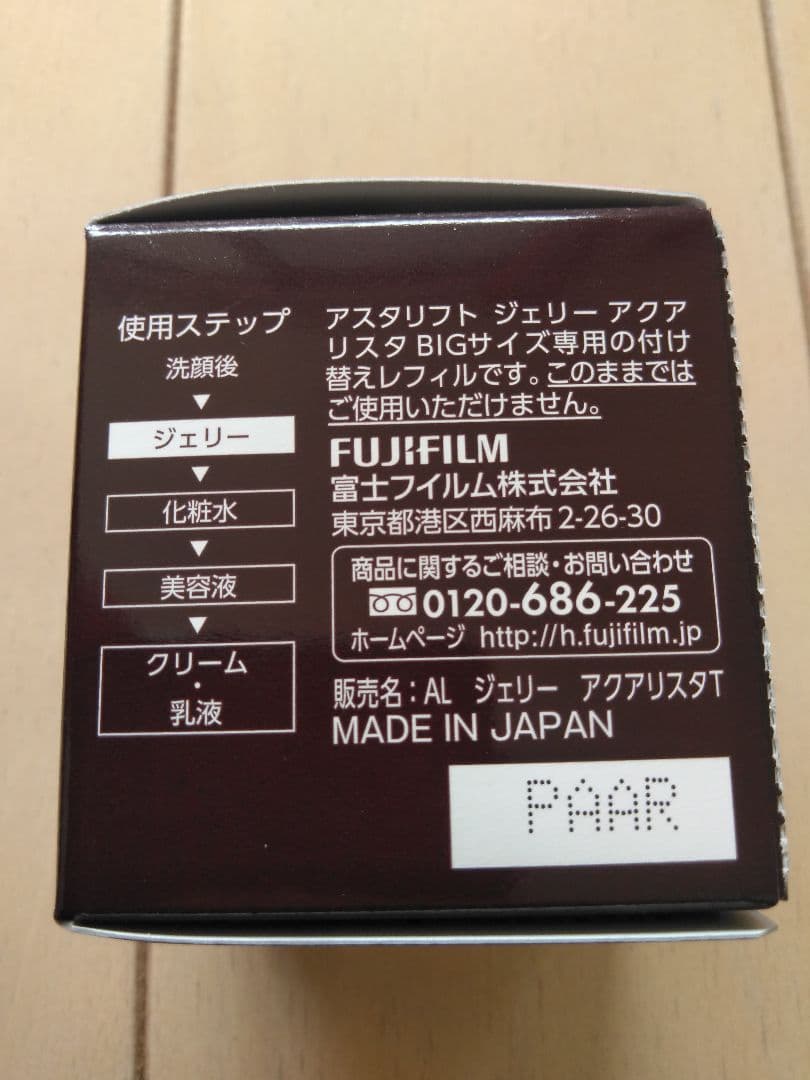 使用ステップ
洗顔後
▼
ジェリー
▼
化粧水
▼
美容液
▼
クリーム
・
乳液
アスタリフト ジェリー アクア
リスタ BIGサイズ専用の付け
替えレフィルです。このままでは
ご使用いただけません。
FUJIFILM
富士フイルム株式会社
東京都港区西麻布2-26-30
商品に関するご相談・お問い合わせ
0120-686-225
ホームページ http://h.fujifilm.jp
販売名：AL ジェリー アクアリスタT
MADE IN JAPAN
PAAR